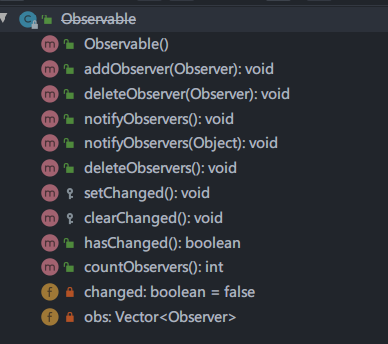 Observable
Observable()
addObserver(Observer): void
deleteObserver(Observer): void
notifyObservers(): void
notifyObservers(Object): void
deleteObservers(): void
setChanged(): void
clearChanged(): void
hasChanged(): boolean
countObservers(): int
changed: boolean = false
obs: Vector<Observer>